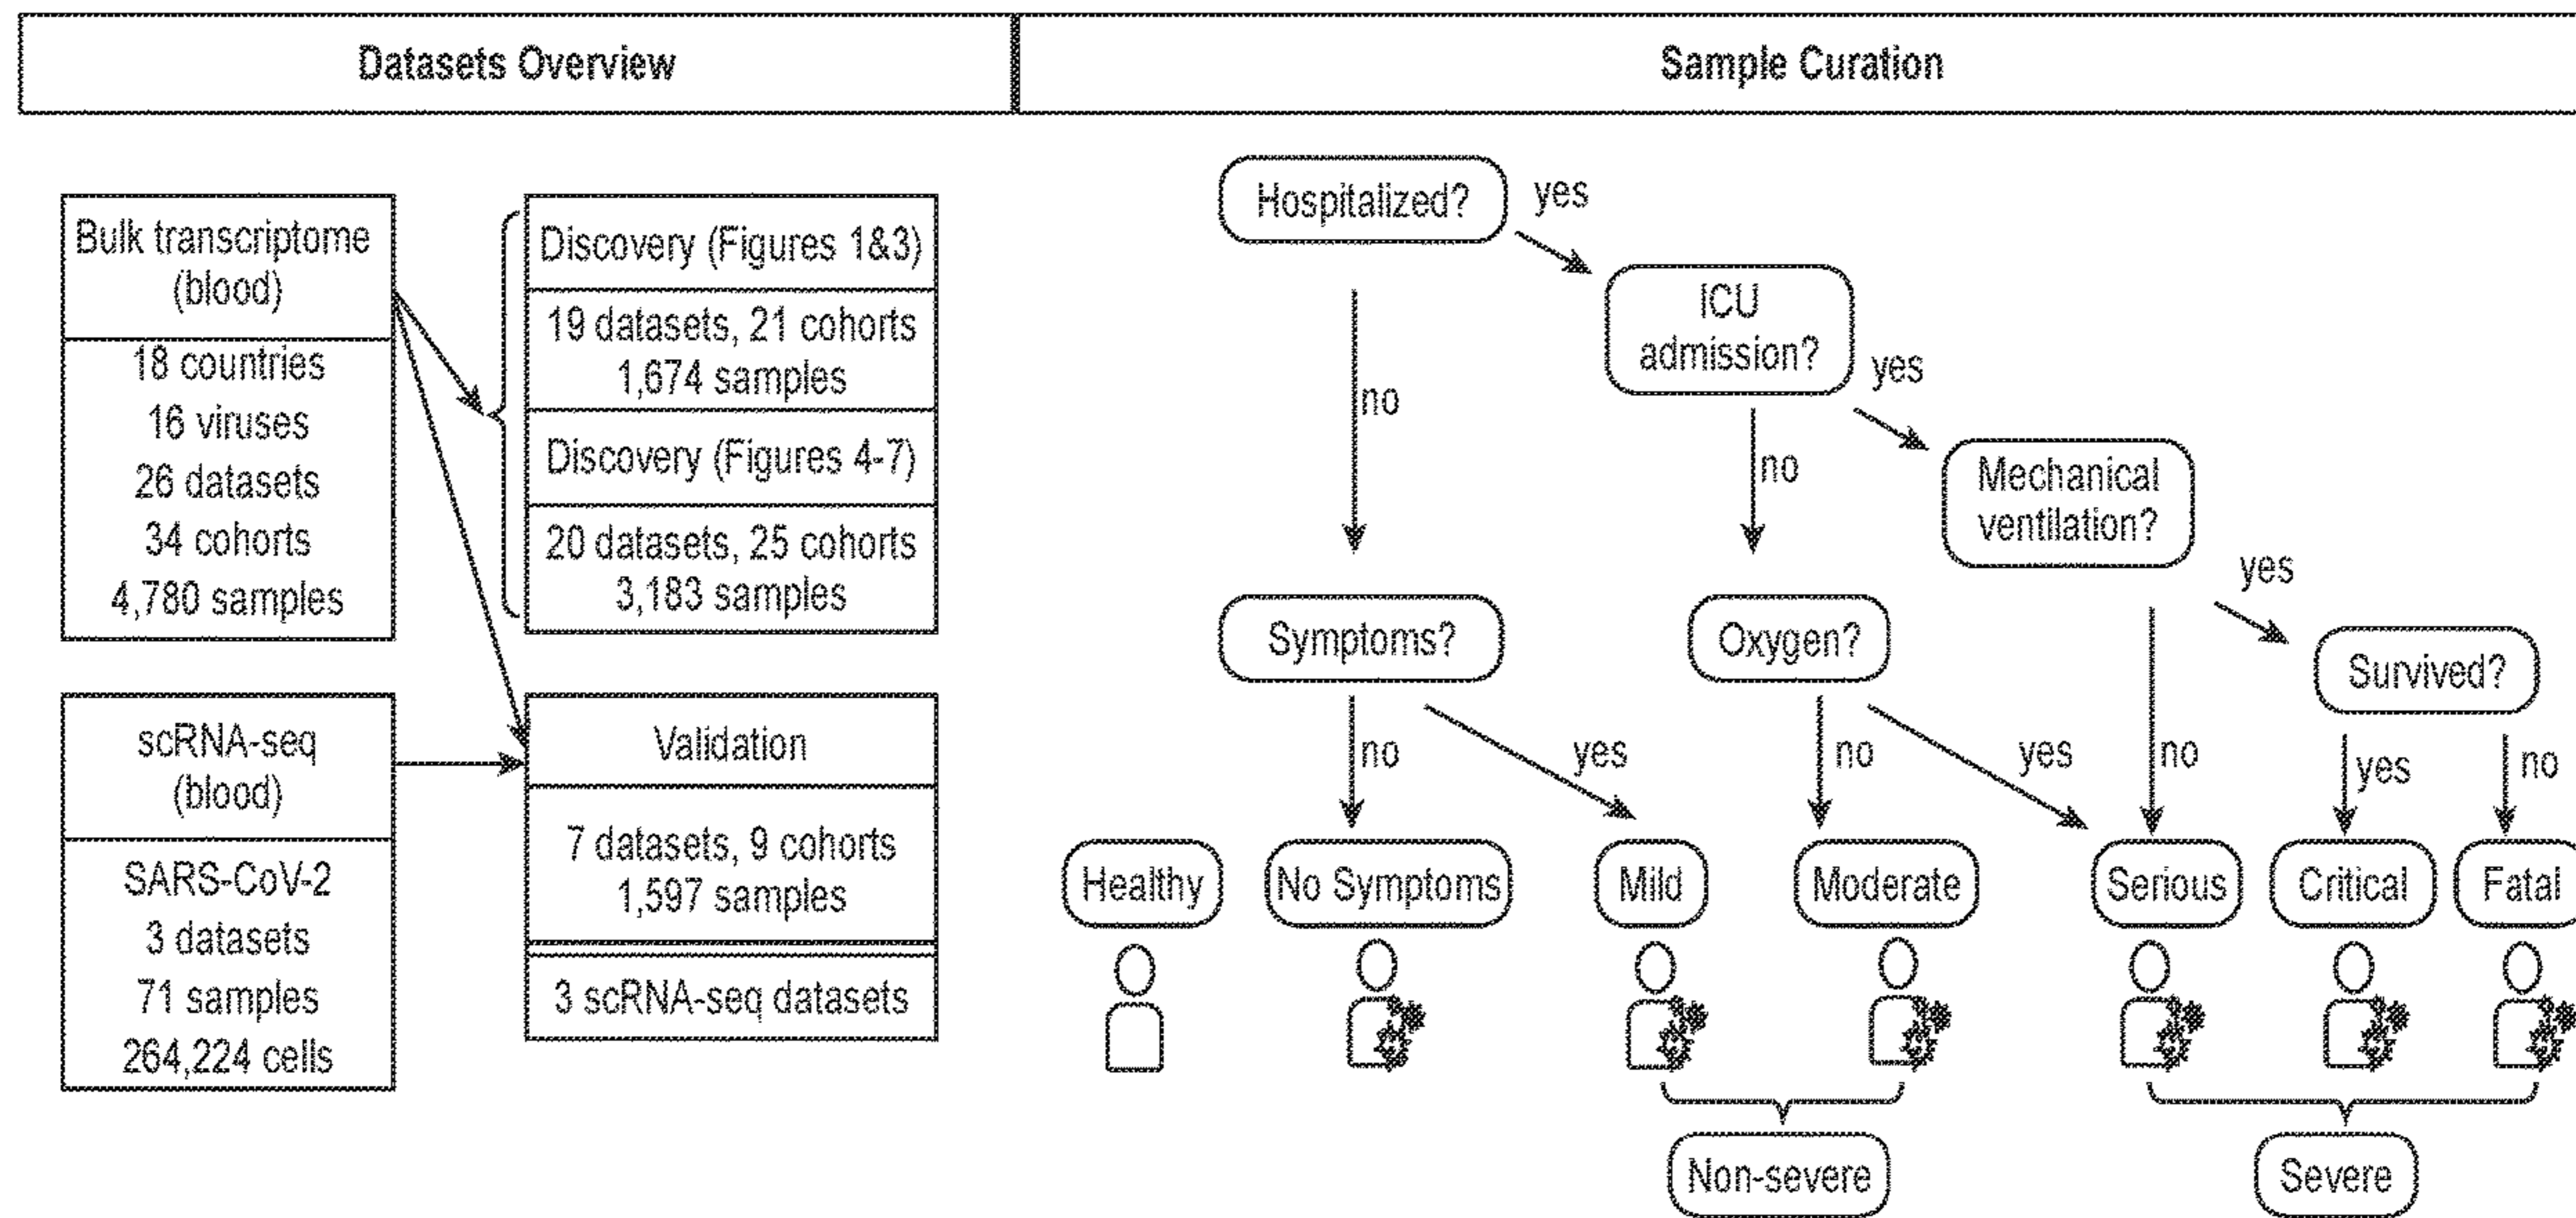 Datasets Overview
Sample Curation
Bulk transcriptome
(blood)
18 countries
16 viruses
26 datasets
34 cohorts
4,780 samples
Discovery (Figures 1&3)
19 datasets, 21 cohorts
1,674 samples
Discovery (Figures 4-7)
20 datasets, 25 cohorts
3,183 samples
scRNA-seq
(blood)
SARS-CoV-2
3 datasets
71 samples
264,224 cells
Validation
7 datasets, 9 cohorts
1,597 samples
3 scRNA-seq datasets
Hospitalized?
yes
no
ICU
admission?
yes
no
Mechanical
ventilation?
yes
no
Symptoms?
no
yes
Oxygen?
no
yes
Survived?
yes
no
Healthy
No Symptoms
Mild
Moderate
Serious
Critical
Fatal
Non-severe
Severe